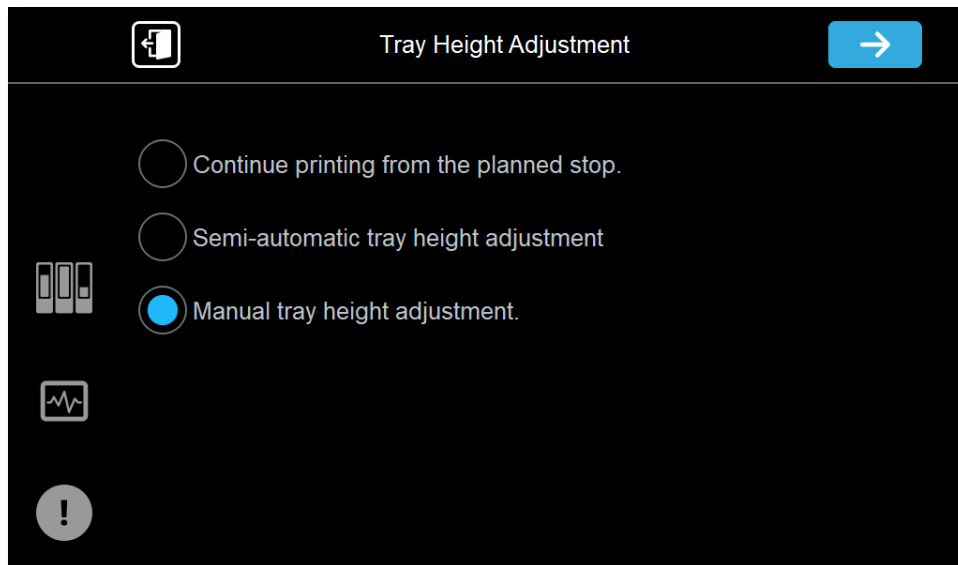 Tray Height Adjustment
Continue printing from the planned stop.
Semi-automatic tray height adjustment
Manual tray height adjustment.
!